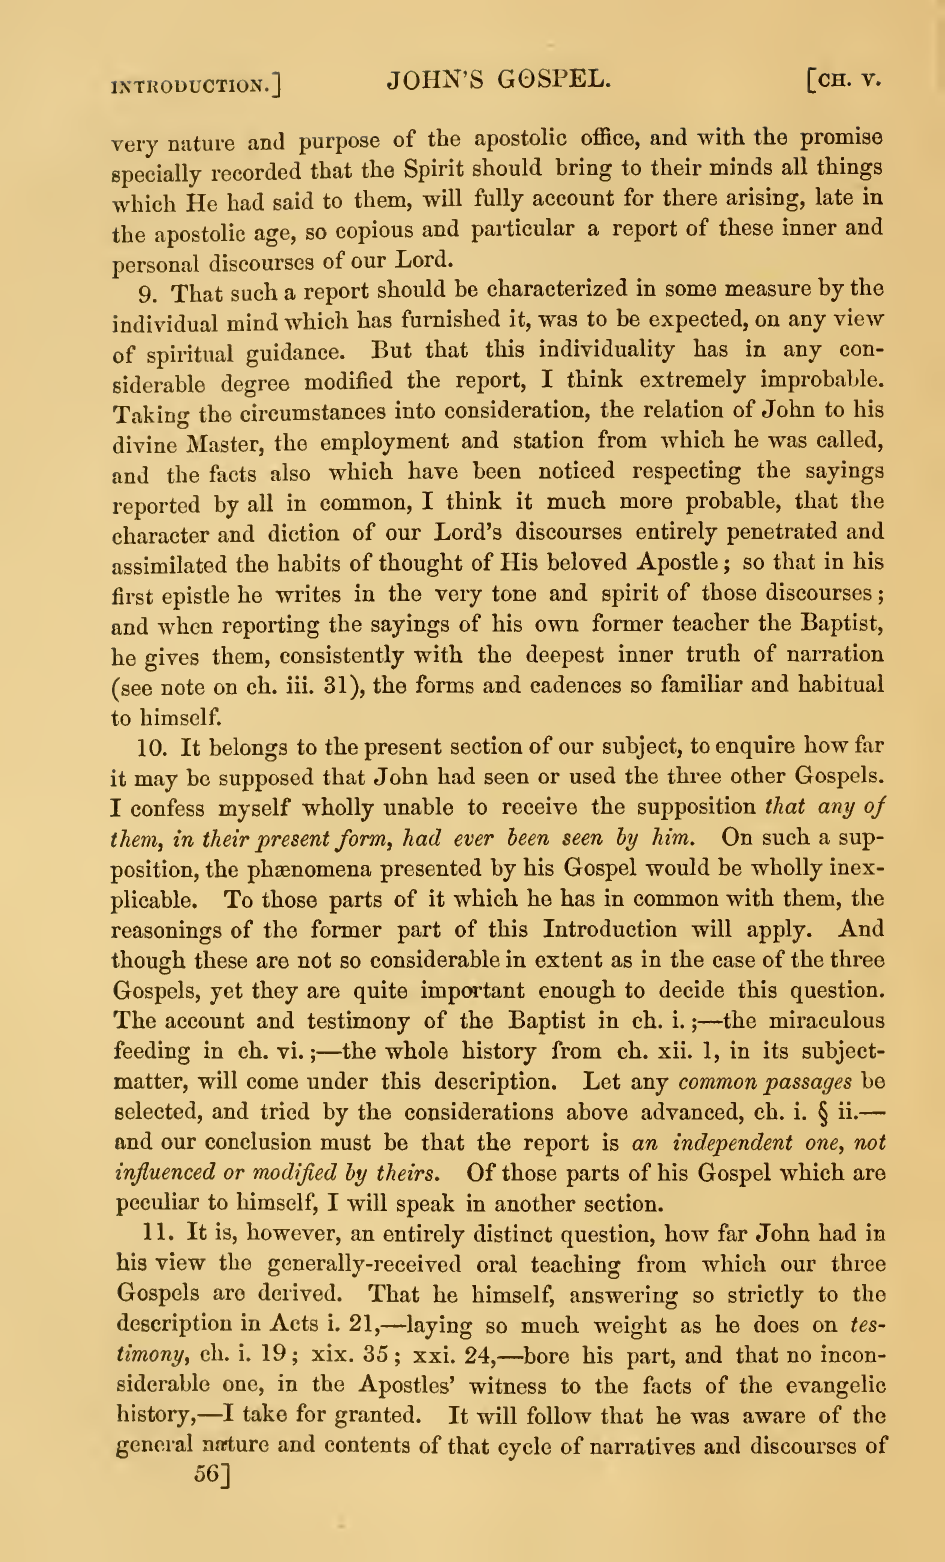 INTRODUCTION.] JOHN'S GOSPEL. [CH. V.
very nature and purpose of the apostolic office, and with the promise
specially recorded that the Spirit should bring to their minds all things
which He had said to them, will fully account for there arising, late in
the apostolic age, so copious and particular a report of these inner and
personal discourses of our Lord.
9. That such a report should be characterized in some measure by the
individual mind which has furnished it, was to be expected, on any view
of spiritual guidance. But that this individuality has in any con-
siderable degree modified the report, I think extremely improbable.
Taking the circumstances into consideration, the relation of John to his
divine Master, the employment and station from which he was called,
and the facts also which have been noticed respecting the sayings
reported by all in common, I think it much more probable, that the
character and diction of our Lord's discourses entirely penetrated and
assimilated the habits of thought of His beloved Apostle; so that in his
first epistle he writes in the very tone and spirit of those discourses;
and when reporting the sayings of his own former teacher the Baptist,
he gives them, consistently with the deepest inner truth of narration
(see note on ch. iii. 31), the forms and cadences so familiar and habitual
to himself.
10. It belongs to the present section of our subject, to enquire how far
it may be supposed that John had seen or used the three other Gospels.
I confess myself wholly unable to receive the supposition that any of
them, in their present form, had ever been seen by him. On such a sup-
position, the phænomena presented by his Gospel would be wholly inex-
plicable. To those parts of it which he has in common with them, the
reasonings of the former part of this Introduction will apply. And
though these are not so considerable in extent as in the case of the three
Gospels, yet they are quite important enough to decide this question.
The account and testimony of the Baptist in ch. i.;—the miraculous
feeding in ch. vi.;—the whole history from ch. xii. 1, in its subject-
matter, will come under this description. Let any common passages be
selected, and tried by the considerations above advanced, ch. i. § ii.—
and our conclusion must be that the report is an independent one, not
influenced or modified by theirs. Of those parts of his Gospel which are
peculiar to himself, I will speak in another section.
11. It is, however, an entirely distinct question, how far John had in
his view the generally-received oral teaching from which our three
Gospels are derived. That he himself, answering so strictly to the
description in Acts i. 21,—laying so much weight as he does on tes-
timony, ch. i. 19; xix. 35; xxi. 24,—bore his part, and that no incon-
siderable one, in the Apostles' witness to the facts of the evangelic
history,—I take for granted. It will follow that he was aware of the
general nature and contents of that cycle of narratives and discourses of
56]